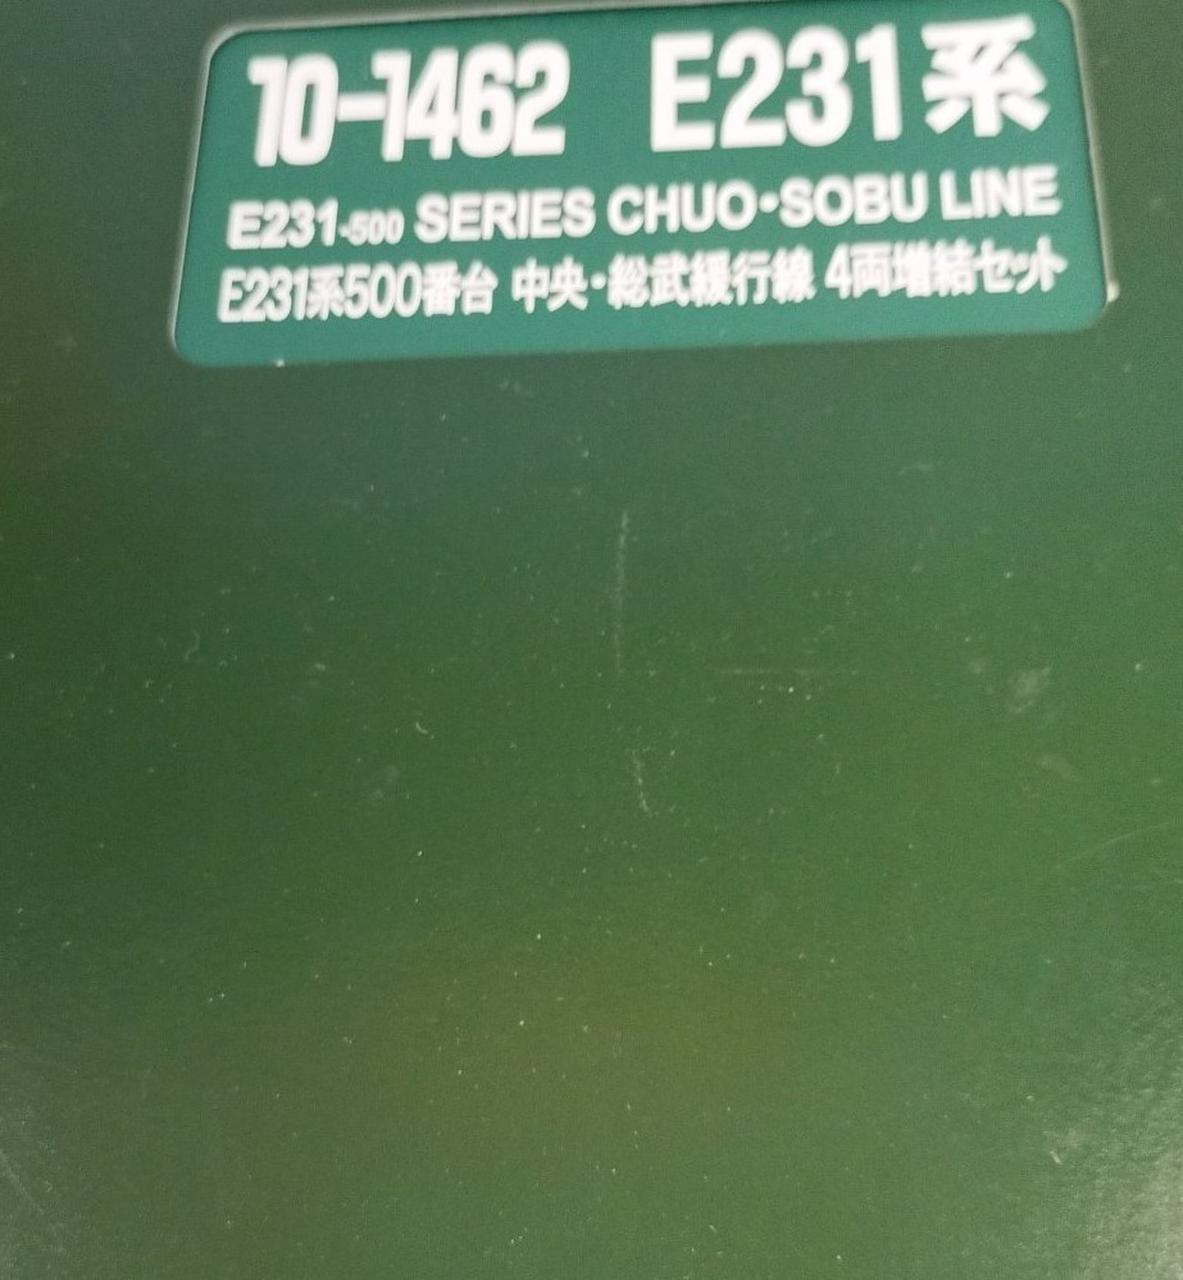 10-1462 E231系
E231-500 SERIES CHUO・SOBU LINE
E231系500番台 中央・総武緩行線 4両増結セット